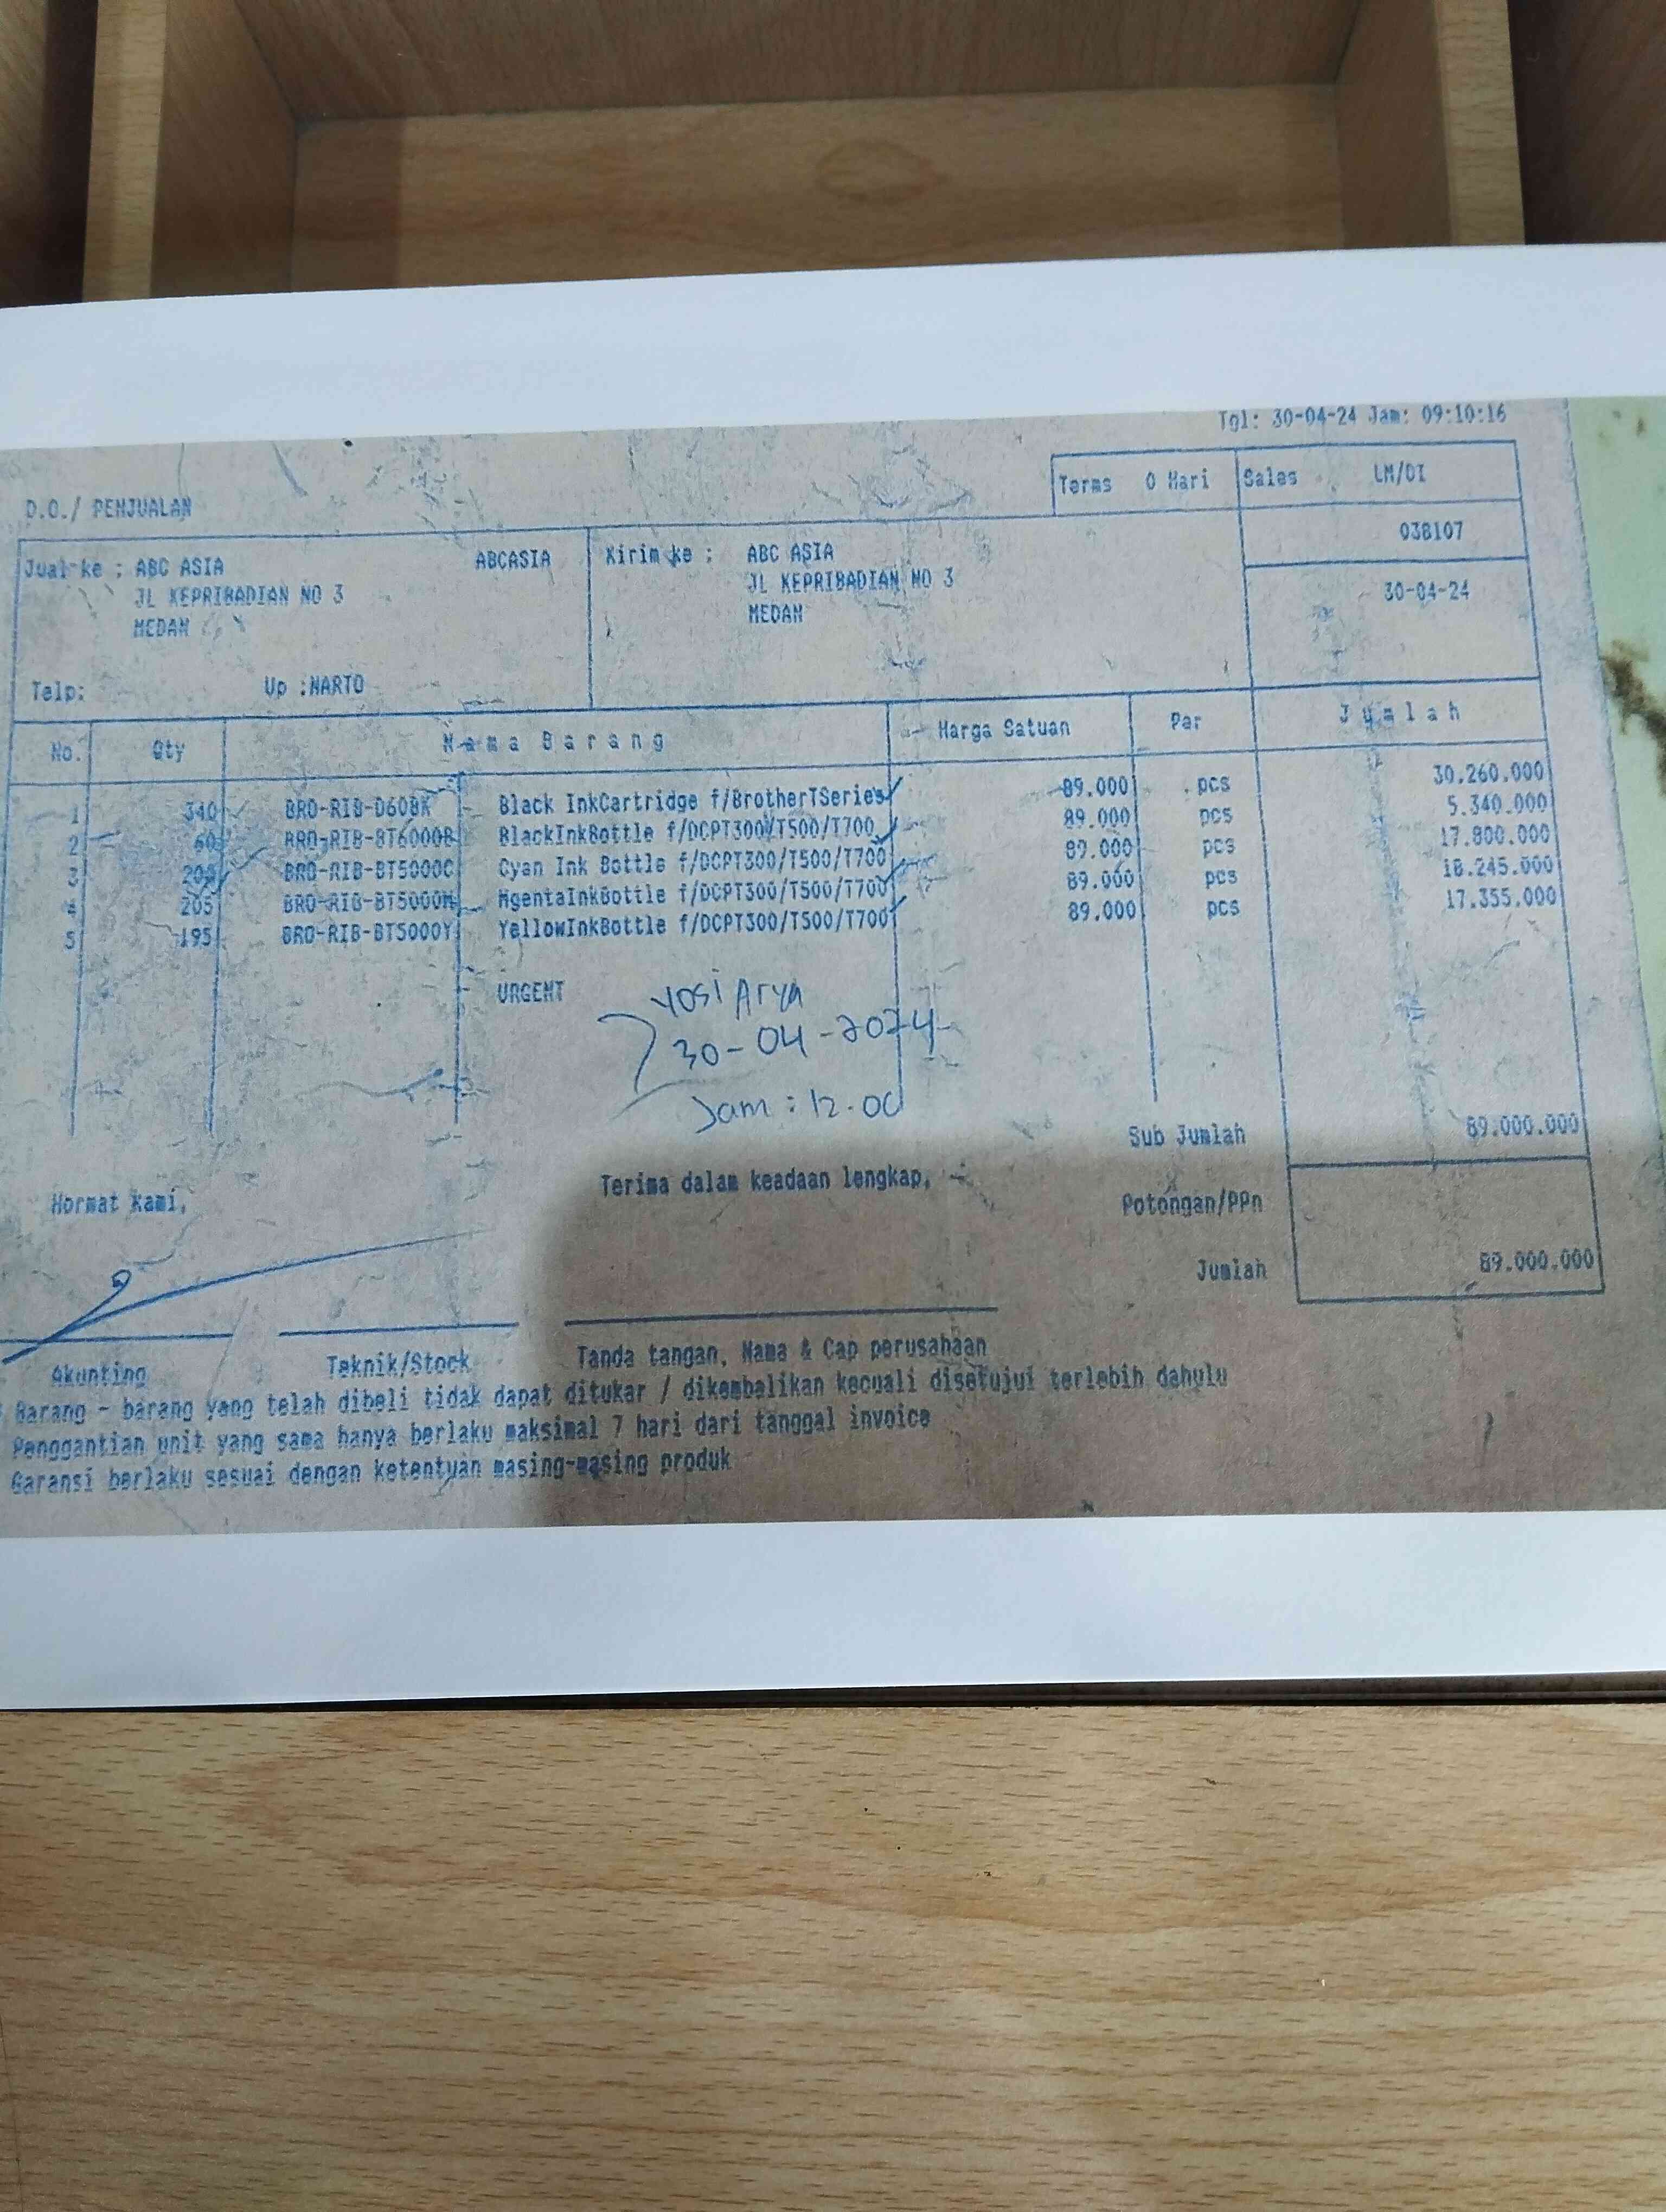 Tgl: 30-04-24 Jam: 09:10:16
Terms 0 Hari Sales LM/DI
D.O./ PENJUALAN
038107
Jual ke : ABC ASIA ABCASIA Kirim ke : ABC ASIA
JL KEPRIBADIAN NO 3 JL KEPRIBADIAN NO 3
MEDAN MEDAN
30-04-24
Telp: Up :NARTO
No. Qty Nama Barang Harga Satuan Per Jumlah
1 340 BRO-RIB-D60BK Black InkCartridge f/BrotherTSeries 89.000 pcs 30.260.000
2 60 BRO-RIB-BT6000B BlackInkBottle f/DCPT300/T500/T700 89.000 pcs 5.340.000
3 200 BRO-RIB-BT5000C Cyan Ink Bottle f/DCPT300/T500/T700 89.000 pcs 17.800.000
4 205 BRO-RIB-BT5000M MgentaInkBottle f/DCPT300/T500/T700 89.000 pcs 18.245.000
5 195 BRO-RIB-BT5000Y YellowInkBottle f/DCPT300/T500/T700 89.000 pcs 17.355.000
URGENT
Yosi Arya
30-04-2024
Jam : 12.00
Sub Jumlah 89.000.000
Hormat kami, Terima dalam keadaan lengkap,
Potongan/PPn
Jumlah 89.000.000
Akunting Teknik/Stock Tanda tangan, Nama & Cap perusahaan
Barang - barang yang telah dibeli tidak dapat ditukar / dikembalikan kecuali disetujui terlebih dahulu
Penggantian unit yang sama hanya berlaku maksimal 7 hari dari tanggal invoice
Garansi berlaku sesuai dengan ketentuan masing-masing produk